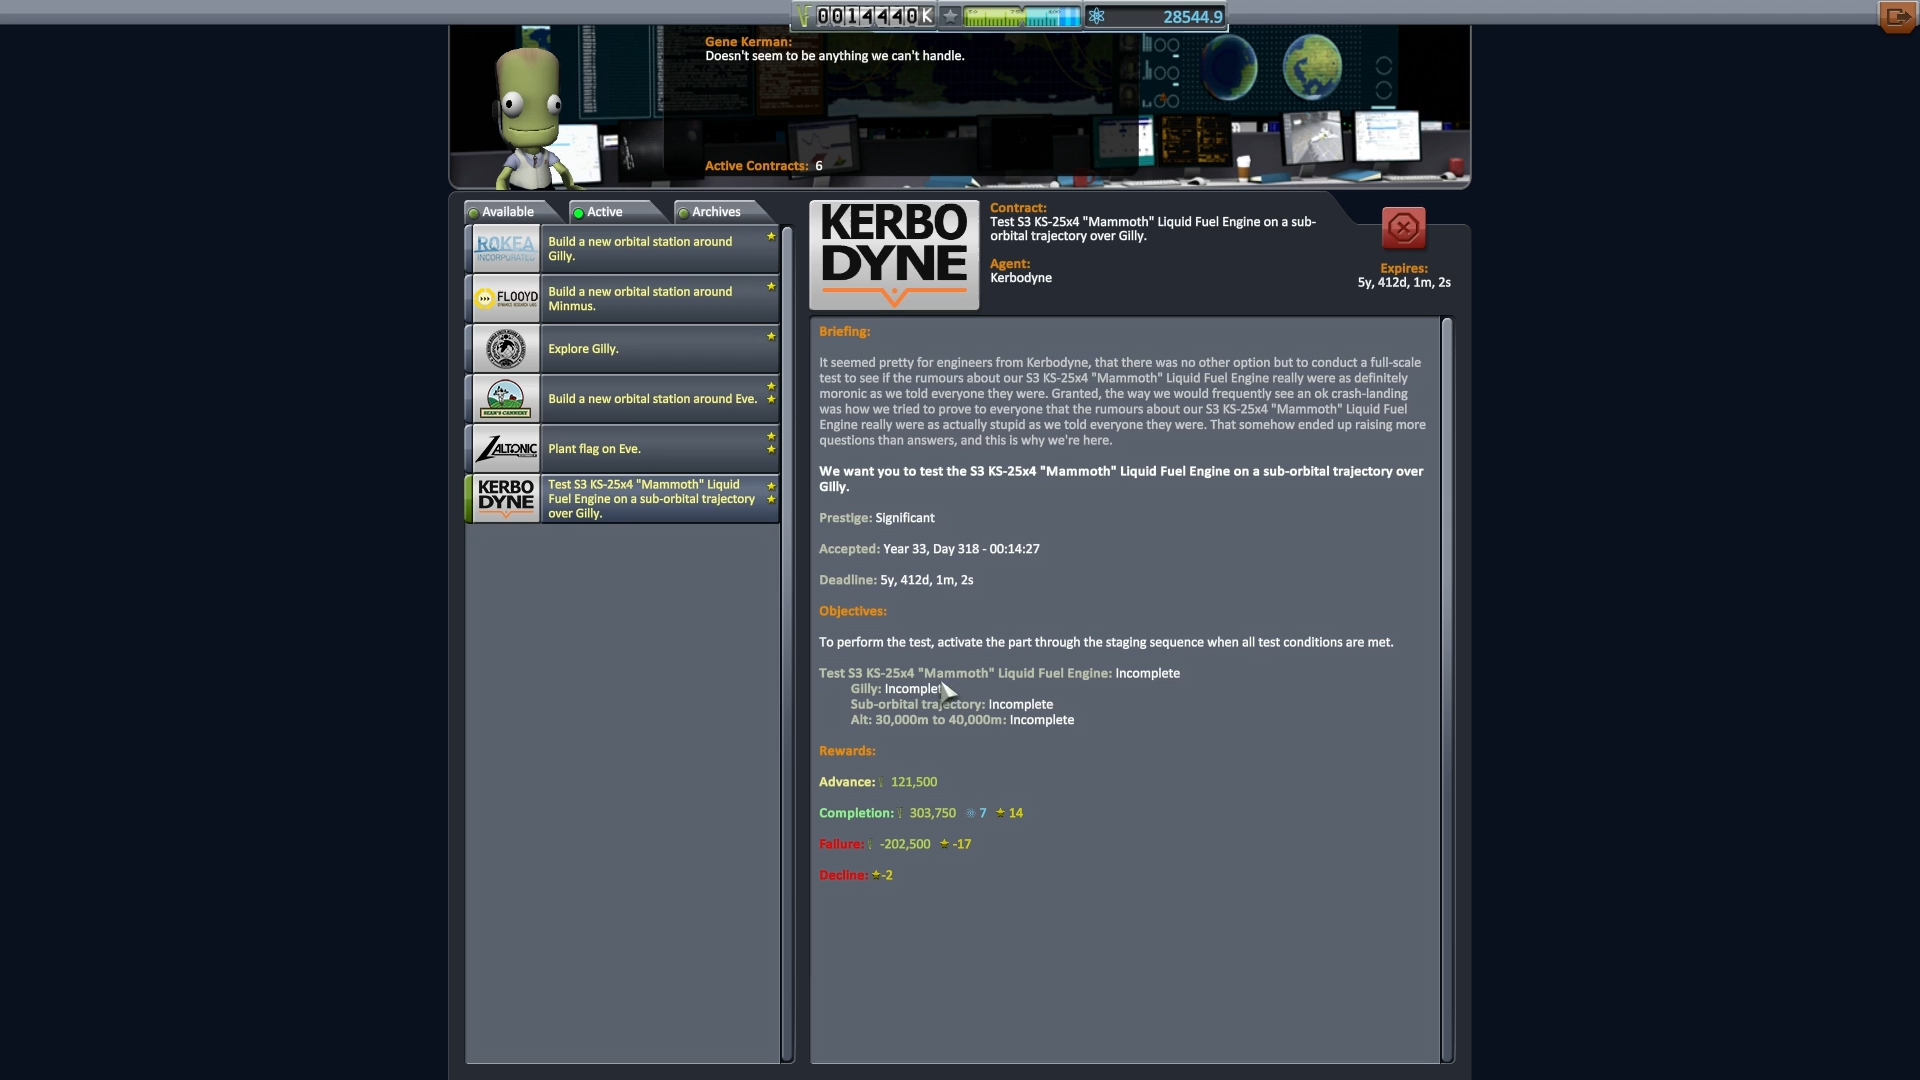 00014440K
28544.9
Gene Kerman:
Doesn't seem to be anything we can't handle.
Active Contracts: 6
Available
Active
Archives
ROKEA
INCORPORATED
Build a new orbital station around
Gilly.
FLOOYD
Build a new orbital station around
Minmus.
Explore Gilly.
Build a new orbital station around Eve.
ZALTONIC
Plant flag on Eve.
KERBO
DYNE
Test S3 KS-25x4 "Mammoth" Liquid
Fuel Engine on a sub-orbital trajectory
over Gilly.
KERBO
DYNE
Contract:
Test S3 KS-25x4 "Mammoth" Liquid Fuel Engine on a sub-
orbital trajectory over Gilly.
Agent:
Kerbodyne
Expires:
5y, 412d, 1m, 2s
Briefing:
It seemed pretty for engineers from Kerbodyne, that there was no other option but to conduct a full-scale
test to see if the rumours about our S3 KS-25x4 "Mammoth" Liquid Fuel Engine really were as definitely
moronic as we told everyone they were. Granted, the way we would frequently see an ok crash-landing
was how we tried to prove to everyone that the rumours about our S3 KS-25x4 "Mammoth" Liquid Fuel
Engine really were as actually stupid as we told everyone they were. That somehow ended up raising more
questions than answers, and this is why we're here.
We want you to test the S3 KS-25x4 "Mammoth" Liquid Fuel Engine on a sub-orbital trajectory over
Gilly.
Prestige: Significant
Accepted: Year 33, Day 318 - 00:14:27
Deadline: 5y, 412d, 1m, 2s
Objectives:
To perform the test, activate the part through the staging sequence when all test conditions are met.
Test S3 KS-25x4 "Mammoth" Liquid Fuel Engine: Incomplete
Gilly: Incomplet
Sub-orbital trajectory: Incomplete
Alt: 30,000m to 40,000m: Incomplete
Rewards:
Advance: 121,500
Completion: 303,750 7 14
Failure: -202,500 -17
Decline: -2